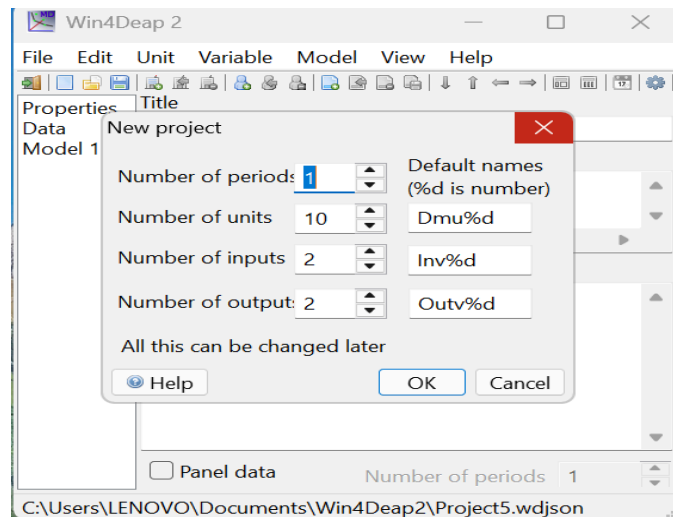 Win4Deap 2
File Edit Unit Variable Model View Help
Properties
Title
Data
Model 1
New project
Default names
(%d is number)
Number of periods 1
Number of units 10 Dmu%d
Number of inputs 2 Inv%d
Number of output: 2 Outv%d
All this can be changed later
Help OK Cancel
Panel data Number of periods 1
C:\Users\LENOVO\Documents\Win4Deap2\Project5.wdjson